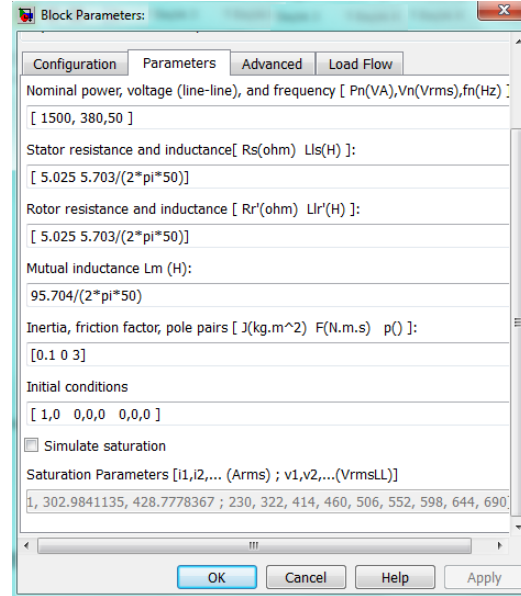 Block Parameters:
Configuration Parameters Advanced Load Flow
Nominal power, voltage (line-line), and frequency [ Pn(VA),Vn(Vrms),fn(Hz) ]
[ 1500, 380,50 ]
Stator resistance and inductance[ Rs(ohm) Lls(H) ]:
[ 5.025 5.703/(2*pi*50)]
Rotor resistance and inductance [ Rr'(ohm) Llr'(H) ]:
[ 5.025 5.703/(2*pi*50)]
Mutual inductance Lm (H):
95.704/(2*pi*50)
Inertia, friction factor, pole pairs [ J(kg.m^2) F(N.m.s) p() ]:
[0.1 0 3]
Initial conditions
[ 1,0 0,0,0 0,0,0 ]
Simulate saturation
Saturation Parameters [i1,i2,... (Arms) ; v1,v2,...(VrmsLL)]
1, 302.9841135, 428.7778367 ; 230, 322, 414, 460, 506, 552, 598, 644, 690]
OK Cancel Help Apply